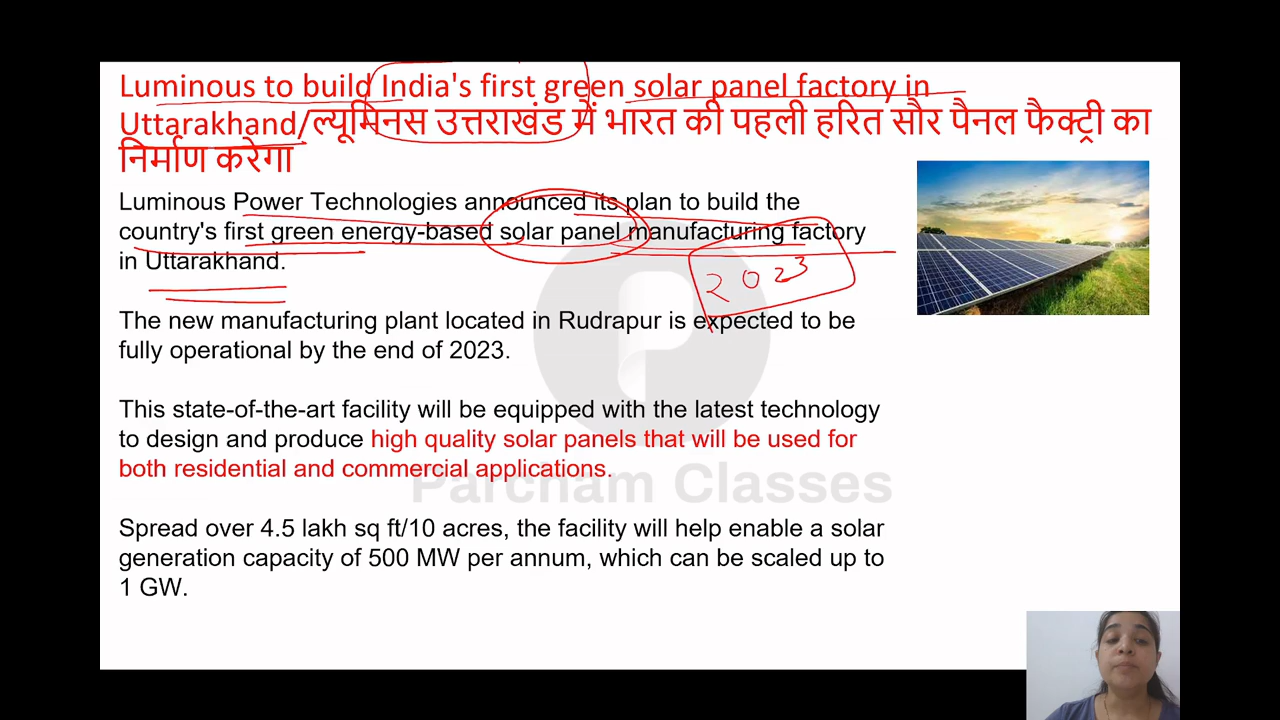 Luminous to build India's first green solar panel factory in
Uttarakhand/ल्यूमिनस उत्तराखंड में भारत की पहली हरित सौर पैनल फैक्ट्री का
निर्माण करेगा
Luminous Power Technologies announced its plan to build the
country's first green energy-based solar panel manufacturing factory
in Uttarakhand.
2023
The new manufacturing plant located in Rudrapur is expected to be
fully operational by the end of 2023.
This state-of-the-art facility will be equipped with the latest technology
to design and produce high quality solar panels that will be used for
both residential and commercial applications.
Parcham Classes
Spread over 4.5 lakh sq ft/10 acres, the facility will help enable a solar
generation capacity of 500 MW per annum, which can be scaled up to
1 GW.